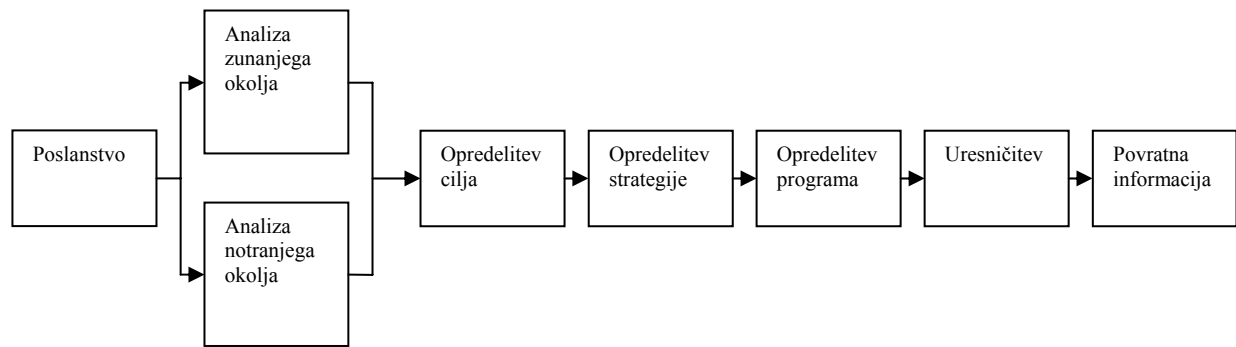 Poslanstvo
Analiza
zunanjega
okolja
Analiza
notranjega
okolja
Opredelitev
cilja
Opredelitev
strategije
Opredelitev
programa
Uresničitev
Povratna
informacija